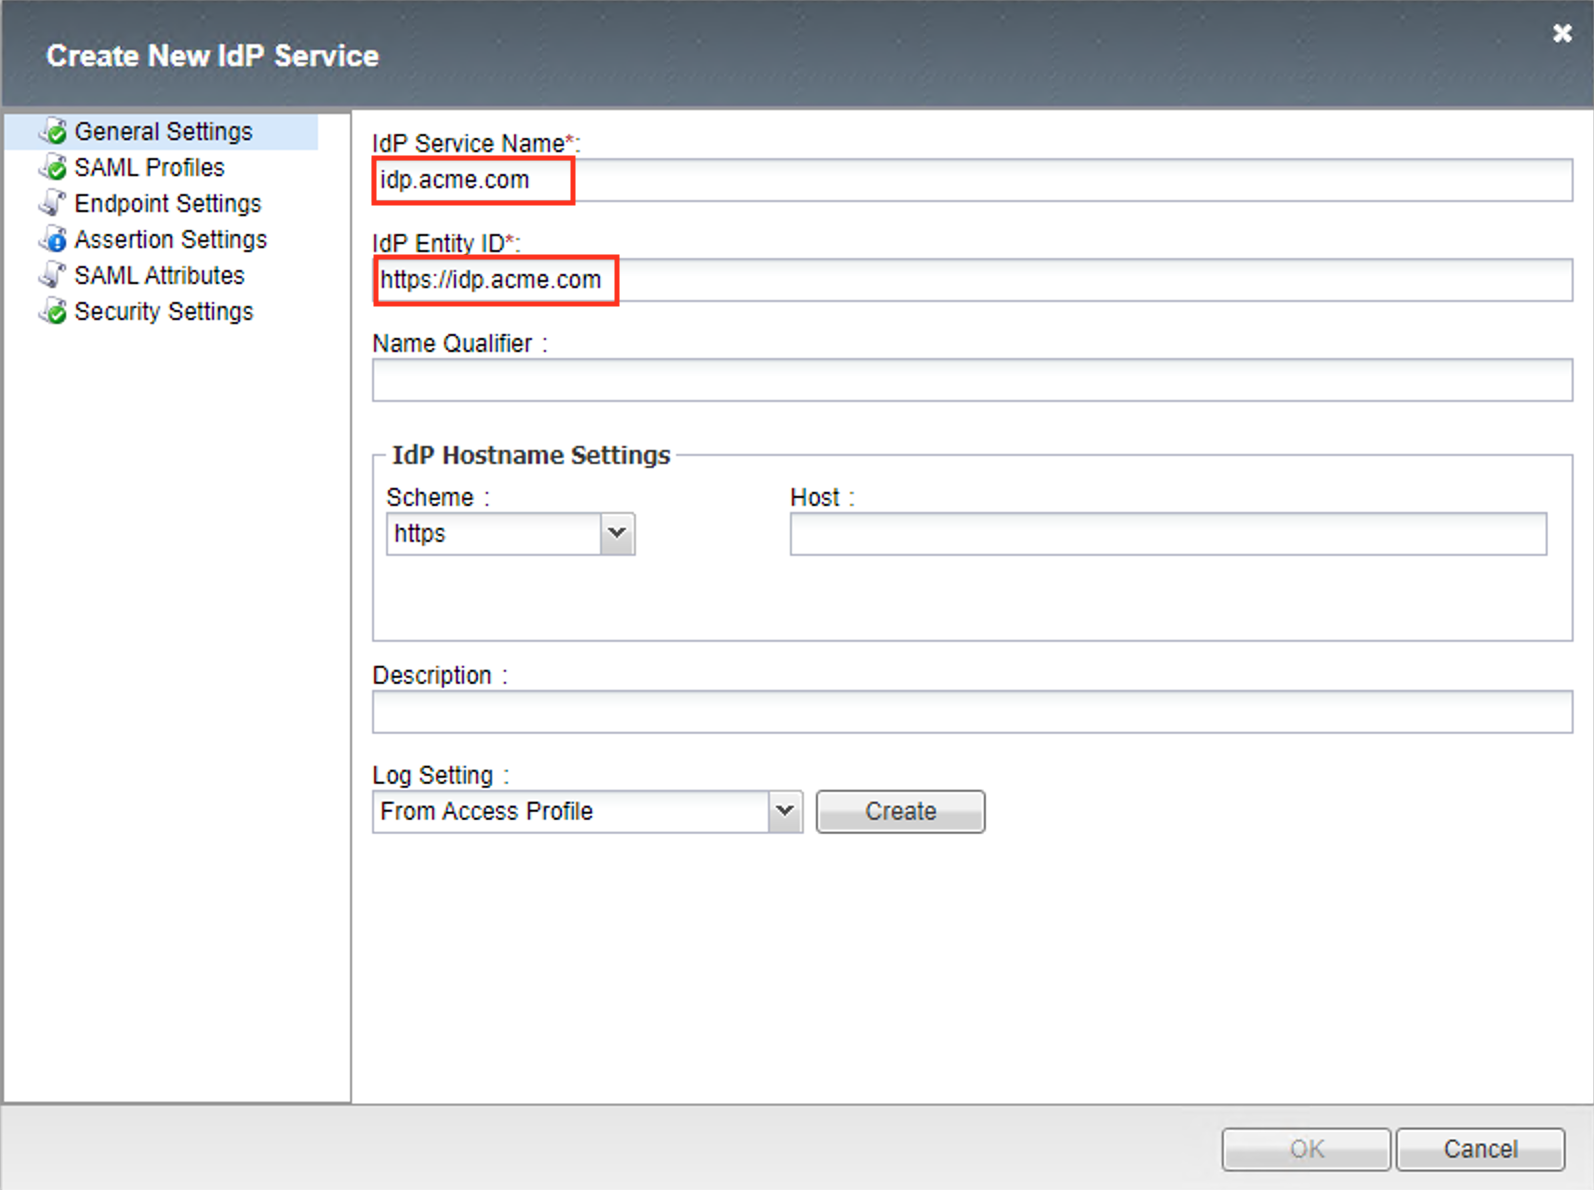 Create New IdP Service
General Settings
SAML Profiles
Endpoint Settings
Assertion Settings
SAML Attributes
Security Settings
IdP Service Name*:
idp.acme.com
IdP Entity ID*:
https://idp.acme.com
Name Qualifier :
IdP Hostname Settings
Scheme : Host :
https
Description :
Log Setting :
From Access Profile Create
OK Cancel